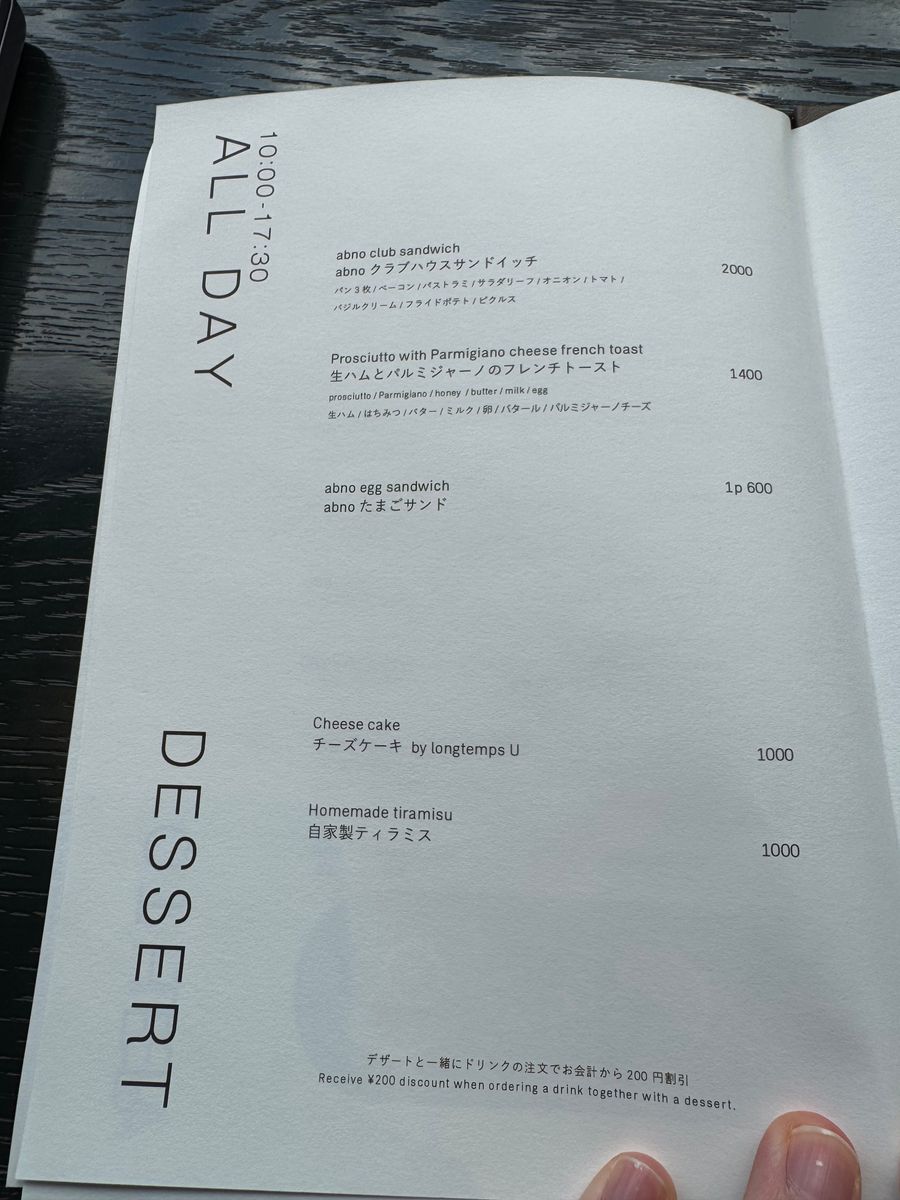 10:00-17:30
ALL DAY
abno club sandwich
abno クラブハウスサンドイッチ
2000
パン3枚/ベーコン/パストラミ/サラダリーフ/オニオン/トマト/
バジルクリーム/フライドポテト/ピクルス
Prosciutto with Parmigiano cheese french toast
生ハムとパルミジャーノのフレンチトースト
1400
prosciutto/Parmigiano/honey /butter/milk/egg
生ハム/はちみつ/バター/ミルク/卵/バタール/パルミジャーノチーズ
abno egg sandwich
1p 600
abno たまごサンド
DESSERT
Cheese cake
チーズケーキ by longtemps U
1000
Homemade tiramisu
自家製ティラミス
1000
デザートと一緒にドリンクの注文でお会計から200円割引
Receive ¥200 discount when ordering a drink together with a dessert.